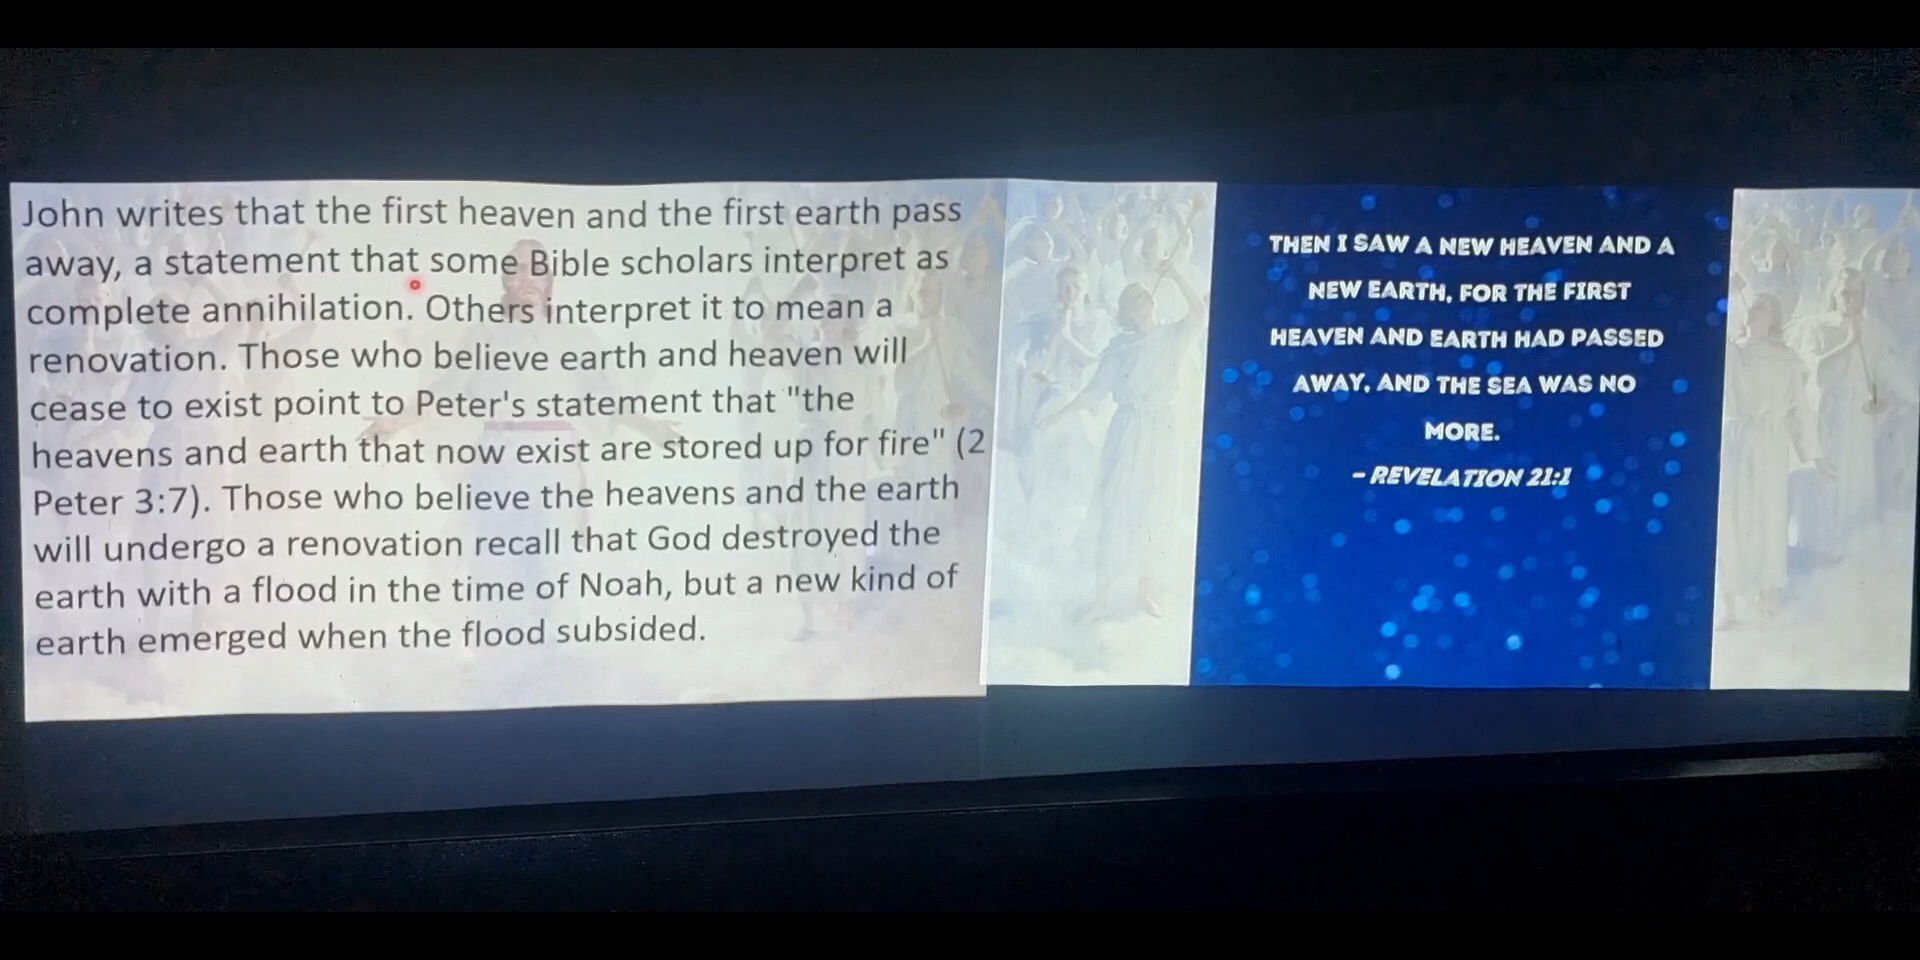 John writes that the first heaven and the first earth pass
away, a statement that some Bible scholars interpret as
complete annihilation. Others interpret it to mean a
renovation. Those who believe earth and heaven will
cease to exist point to Peter's statement that "the
heavens and earth that now exist are stored up for fire" (2
Peter 3:7). Those who believe the heavens and the earth
will undergo a renovation recall that God destroyed the
earth with a flood in the time of Noah, but a new kind of
earth emerged when the flood subsided.
THEN I SAW A NEW HEAVEN AND A
NEW EARTH, FOR THE FIRST
HEAVEN AND EARTH HAD PASSED
AWAY, AND THE SEA WAS NO
MORE.
- REVELATION 21:1